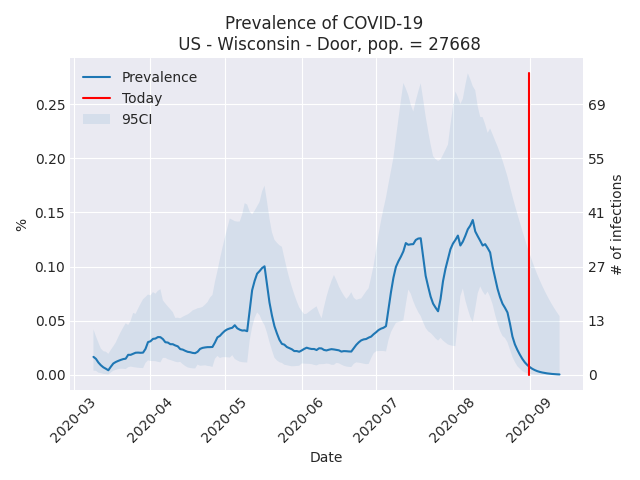 Prevalence of COVID-19
US - Wisconsin - Door, pop. = 27668
Prevalence
Today
95CI
0.25
0.20
0.15
0.10
0.05
0.00
%
69
55
41
27
13
0
# of infections
2020-03
2020-04
2020-05
2020-06
2020-07
2020-08
2020-09
Date